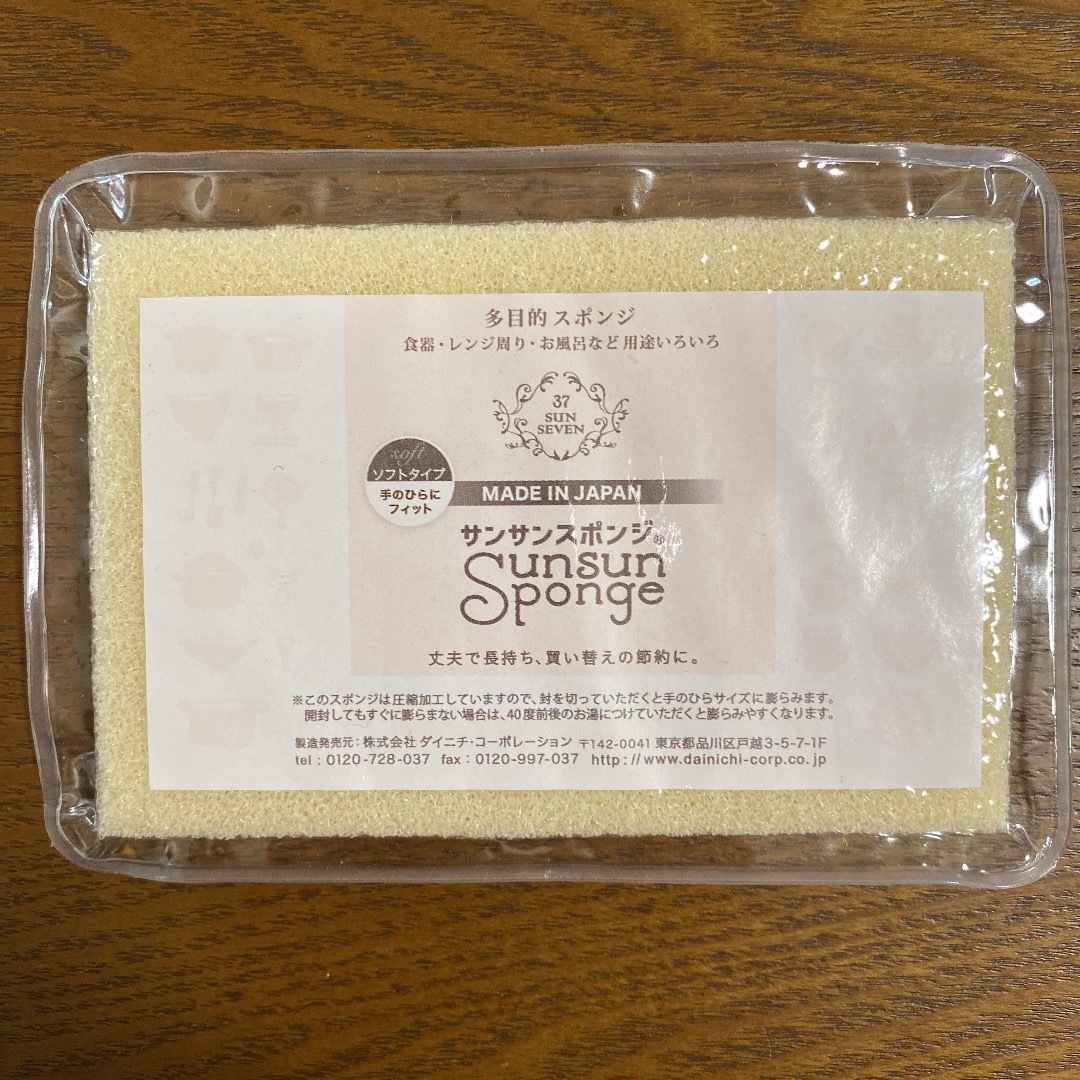 多目的 スポンジ
食器・レンジ周り・お風呂など 用途いろいろ
37
SUN
SEVEN
soft
ソフトタイプ
手のひらに
フィット
MADE IN JAPAN
サンサンスポンジ®
Sunsun
Sponge
丈夫で長持ち、買い替えの節約に。
※このスポンジは圧縮加工していますので、封を切っていただくと手のひらサイズに膨らみます。
開封してもすぐに膨らまない場合は、40度前後のお湯につけていただくと膨らみやすくなります。
製造発売元:株式会社 ダイニチ・コーポレーション 〒142-0041 東京都品川区戸越3-5-7-1F
tel : 0120-728-037 fax : 0120-997-037 http://www.dainichi-corp.co.jp